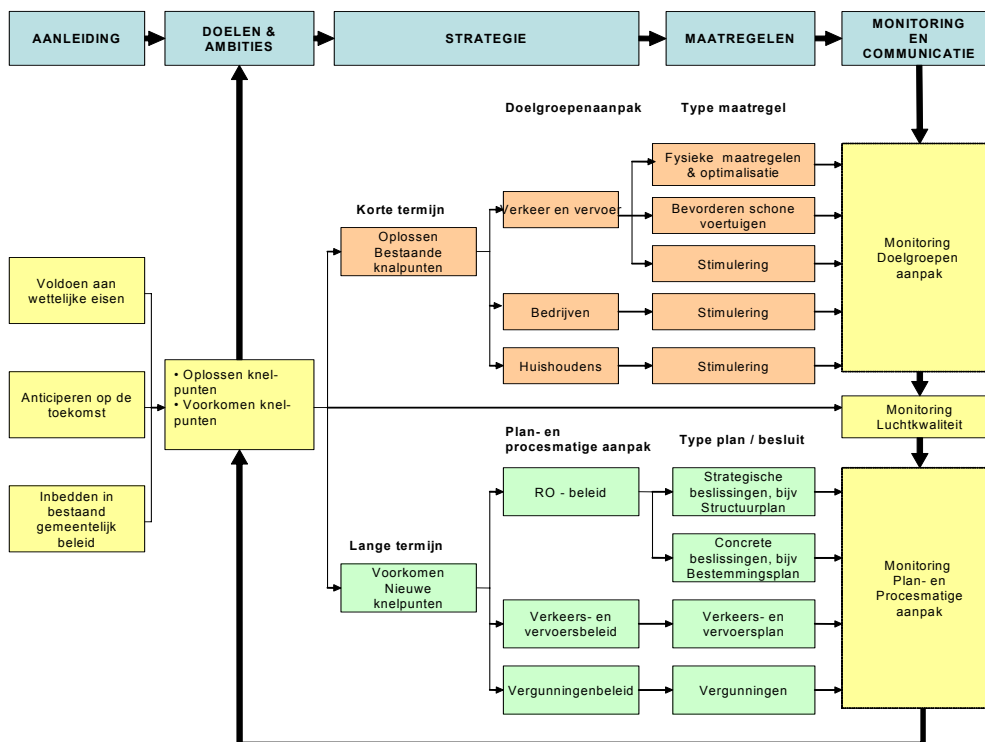 AANLEIDING
DOELEN &
AMBITIES
STRATEGIE
MAATREGELEN
MONITORING
EN
COMMUNICATIE
Doelgroepenaanpak
Type maatregel
Fysieke maatregelen
& optimalisatie
Korte termijn
Verkeer en vervoer
Bevorderen schone
voertuigen
Oplossen
Bestaande
knalpunten
Stimulering
Monitoring
Doelgroepen
aanpak
Voldoen aan
wettelijke eisen
Bedrijven
Stimulering
Huishoudens
Stimulering
Anticiperen op de
toekomst
• Oplossen knel-
punten
• Voorkomen knel-
punten
Monitoring
Luchtkwaliteit
Plan- en
procesmatige aanpak
Type plan / besluit
Inbedden in
bestaand
gemeentelijk
beleid
RO - beleid
Strategische
beslissingen, bijv
Structuurplan
Lange termijn
Concrete
beslissingen, bijv
Bestemmingsplan
Voorkomen
Nieuwe
knelpunten
Monitoring
Plan- en
Procesmatige
aanpak
Verkeers- en
vervoersbeleid
Verkeers- en
vervoersplan
Vergunningenbeleid
Vergunningen